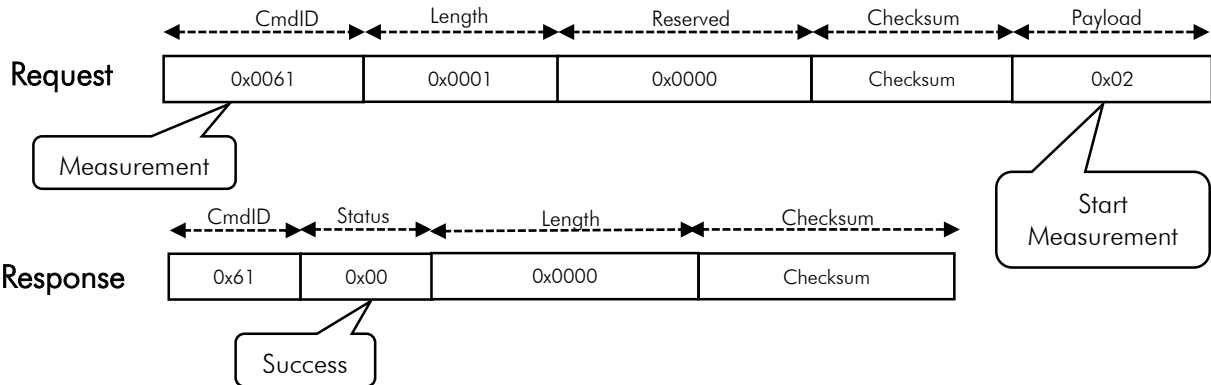 CmdID Length Reserved Checksum Payload
Request 0x0061 0x0001 0x0000 Checksum 0x02
Measurement
Start
Measurement
CmdID Status Length Checksum
Response 0x61 0x00 0x0000 Checksum
Success